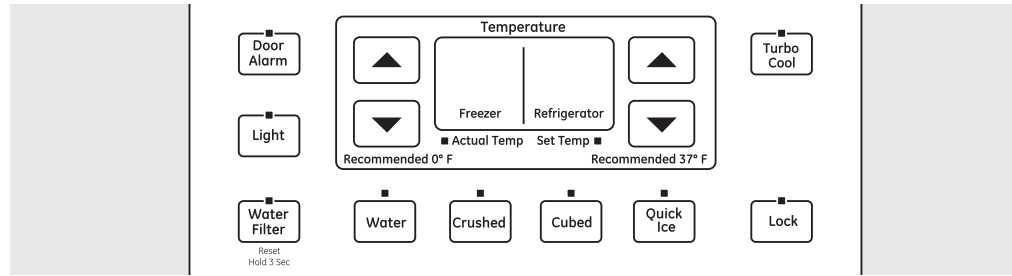 Temperature
Door
Alarm
Turbo
Cool
Freezer
Refrigerator
Light
Actual Temp
Set Temp
Recommended 0° F
Recommended 37° F
Water
Filter
Water
Crushed
Cubed
Quick
Ice
Lock
Reset
Hold 3 Sec